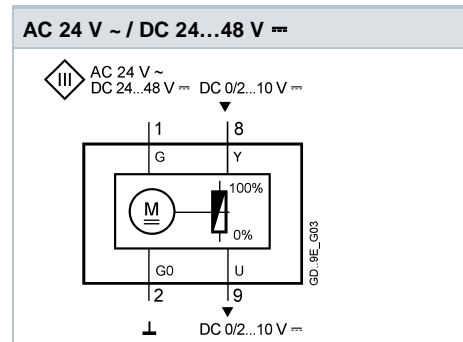 AC 24 V ~ / DC 24...48 V ⎓
III
AC 24 V ~
DC 24...48 V ⎓ DC 0/2...10 V ⎓
1 8
G Y
M
100%
0%
GD..9E_G03
G0 U
2 9
DC 0/2...10 V ⎓